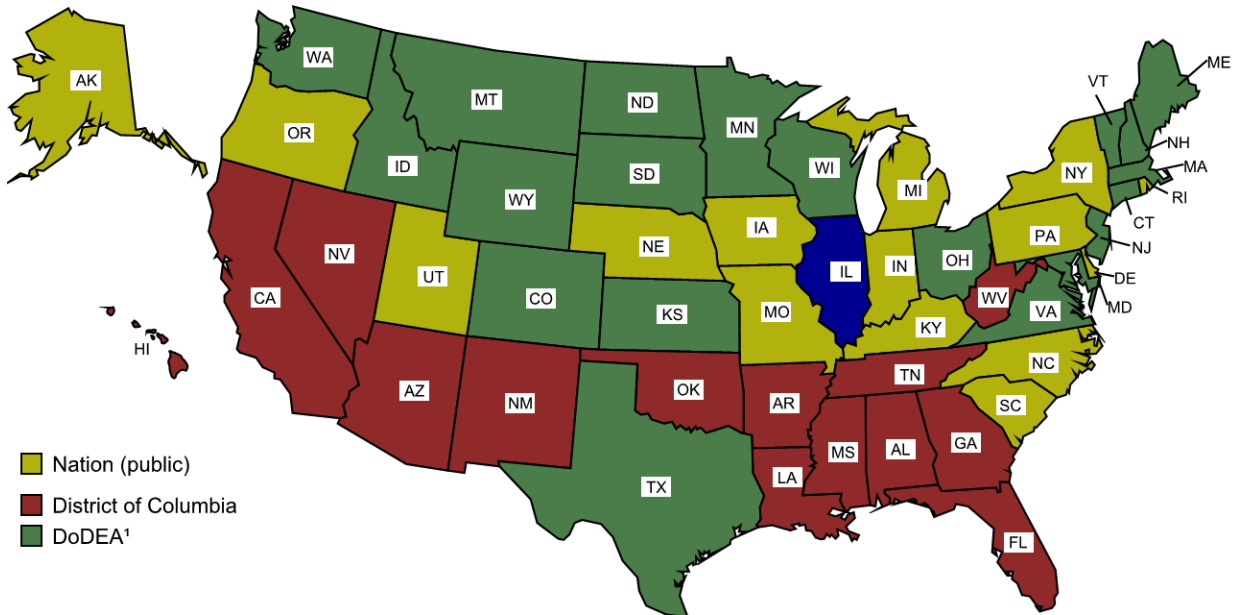 ME
VT
WA
AK
MT
ND
MN
OR
NH
WI
MA
ID
SD
NY
MI
RI
WY
CT
IA
PA
NE
NJ
NV
OH
IL
IN
UT
DE
CO
WV
CA
MD
MO
VA
KS
KY
HI
NC
TN
AZ
OK
NM
AR
SC
GA
MS
AL
Nation (public)
LA
TX
District of Columbia
DoDEA¹
FL